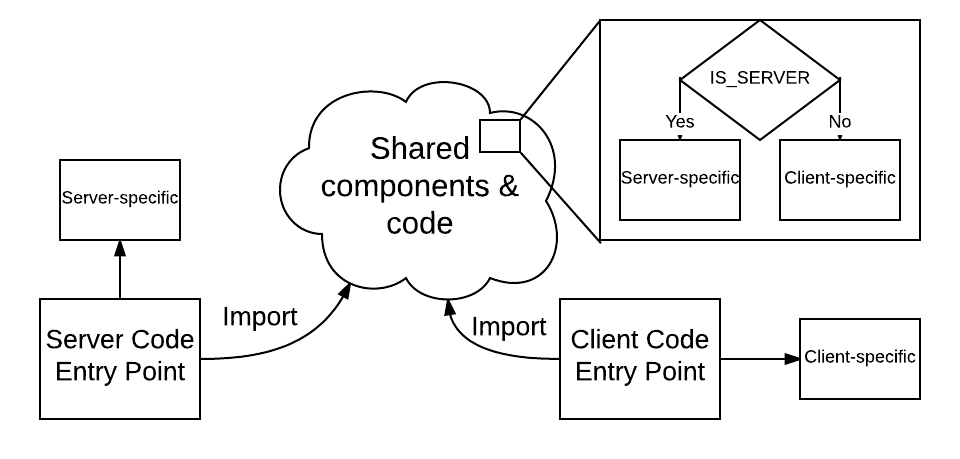 IS_SERVER
Yes
No
Server-specific
Client-specific
Shared
components &
code
Server-specific
Import
Import
Server Code
Entry Point
Client Code
Entry Point
Client-specific